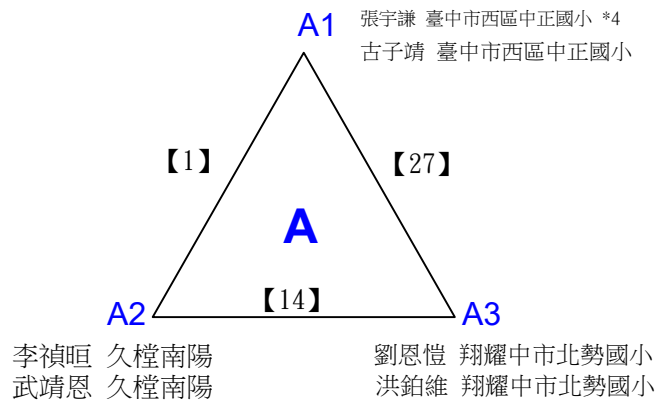 A1
張宇謙 臺中市西區中正國小 *4
古子靖 臺中市西區中正國小
【1】
【27】
A
【14】
A2
A3
李禎晅 久樘南陽
武靖恩 久樘南陽
劉恩愷 翔耀中市北勢國小
洪鉑維 翔耀中市北勢國小